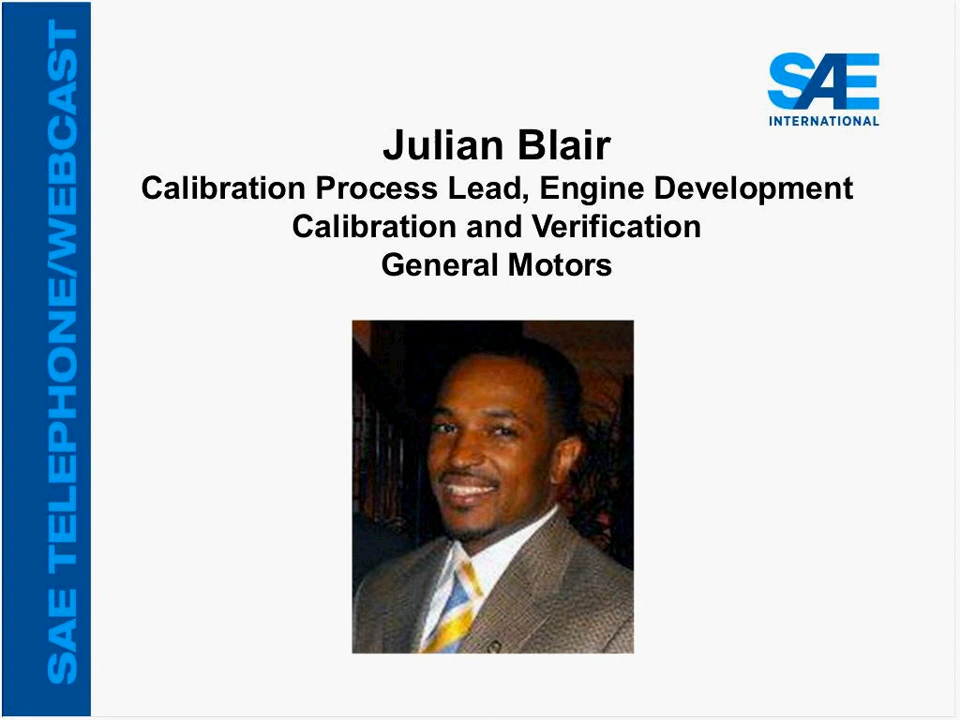 SAE TELEPHONE/WEBCAST
SAE
INTERNATIONAL
Julian Blair
Calibration Process Lead, Engine Development
Calibration and Verification
General Motors